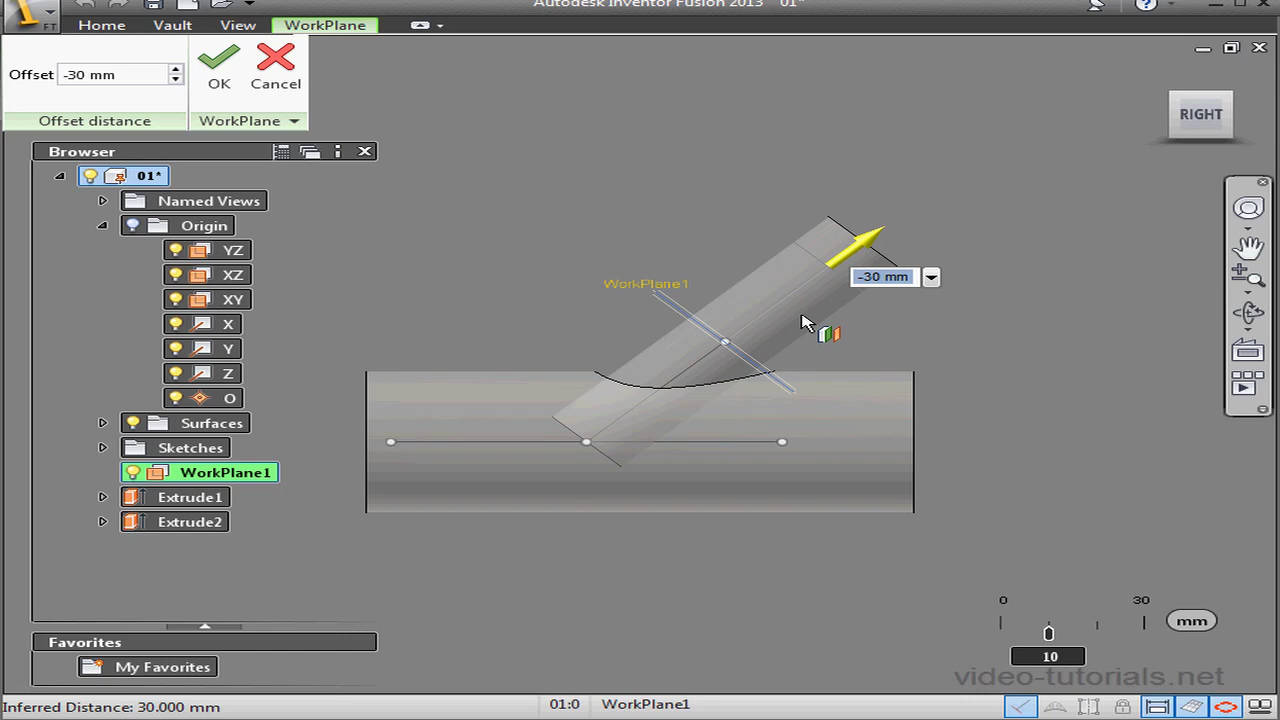 Autodesk Inventor Fusion 2013 01*
FT
Home Vault View WorkPlane
Offset -30 mm
OK Cancel
Offset distance WorkPlane
RIGHT
Browser
01*
Named Views
Origin
YZ
XZ
XY
X
Y
Z
O
Surfaces
Sketches
WorkPlane1
Extrude1
Extrude2
WorkPlane1
-30 mm
0 30
mm
10
Favorites
My Favorites
video-tutorials.net
Inferred Distance: 30.000 mm 01:0 WorkPlane1